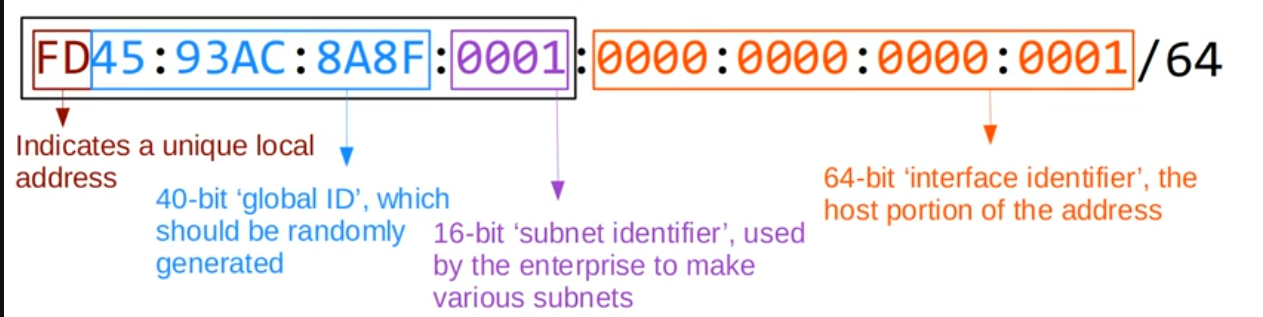 FD45:93AC:8A8F:0001:0000:0000:0000:0001/64
Indicates a unique local
address
40-bit ‘global ID’, which
should be randomly
generated
16-bit ‘subnet identifier’, used
by the enterprise to make
various subnets
64-bit ‘interface identifier’, the
host portion of the address